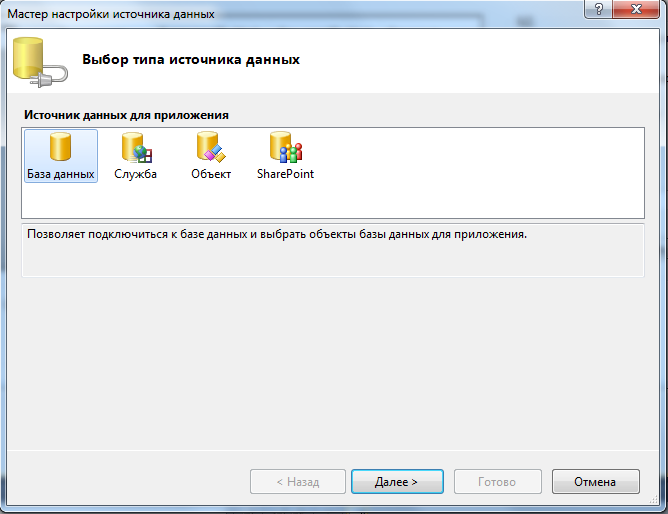 Мастер настройки источника данных
Выбор типа источника данных
Источник данных для приложения
База данных
Служба
Объект
SharePoint
Позволяет подключиться к базе данных и выбрать объекты базы данных для приложения.
< Назад
Далее >
Готово
Отмена